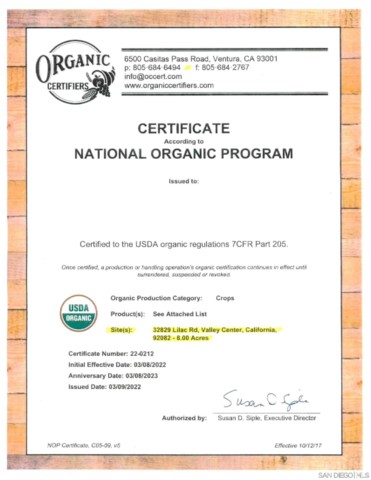 ORGANIC
CERTIFIERS
6500 Casitas Pass Road, Ventura, CA 93001
p: 805-684-6494 f: 805-684-2767
info@occert.com
www.organiccertifiers.com
CERTIFICATE
According to
NATIONAL ORGANIC PROGRAM
Issued to:
Certified to the USDA organic regulations 7CFR Part 205.
Once certified, a production or handling operation's organic certification continues in effect until
surrendered, suspended or revoked.
USDA
ORGANIC
Organic Production Category: Crops
Product(s): See Attached List
Site(s): 32829 Lilac Rd, Valley Center, California,
92082 - 8.00 Acres
Certificate Number: 22-0212
Initial Effective Date: 03/08/2022
Anniversary Date: 03/08/2023
Issued Date: 03/09/2022
Susan D Siple
Authorized by: Susan D. Siple, Executive Director
NOP Certificate, C05-09, v5 Effective 10/12/17
SAN DIEGO MLS